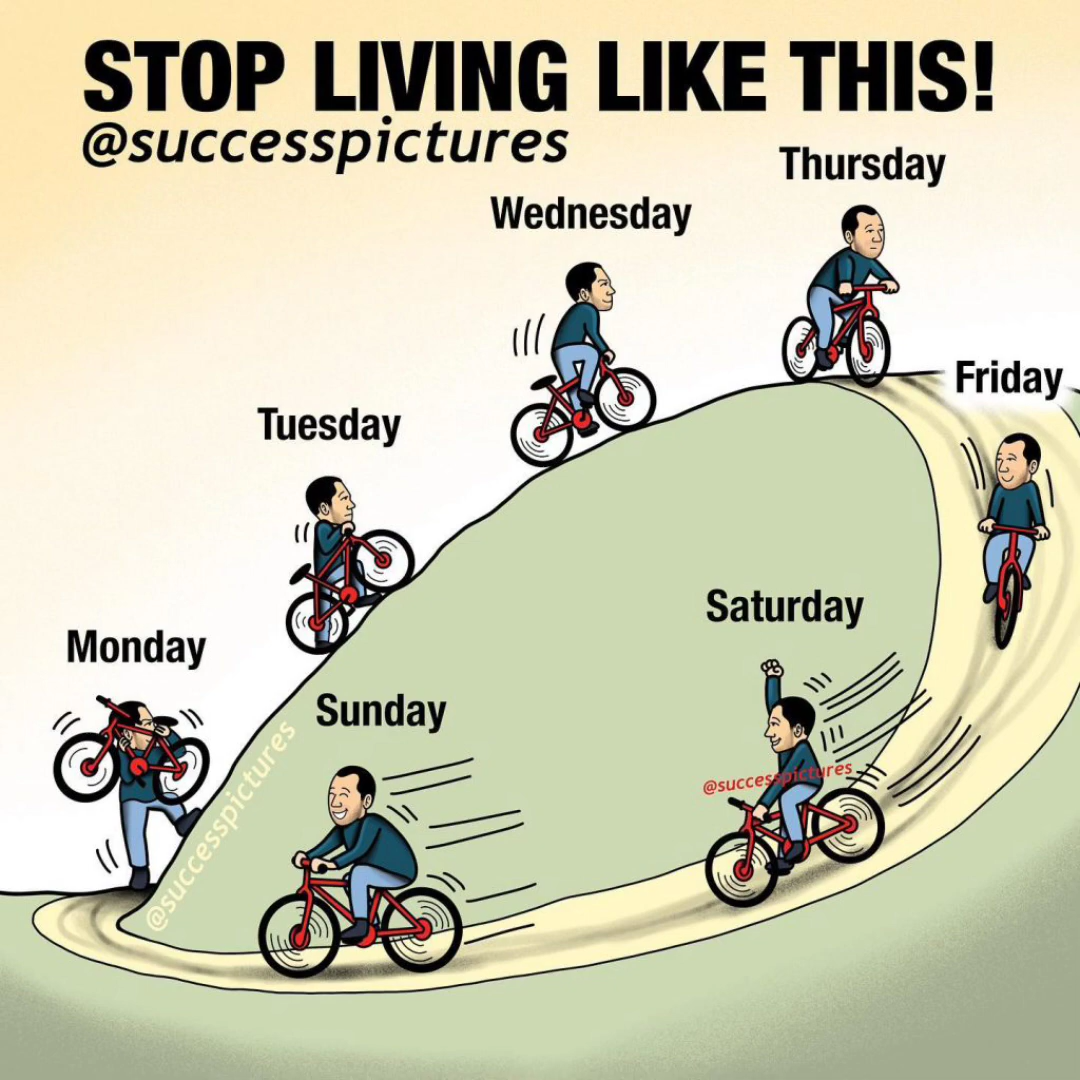 STOP LIVING LIKE THIS!
@successpictures
Thursday
Wednesday
Friday
Tuesday
Saturday
Monday
Sunday
@successpictures
@successpictures